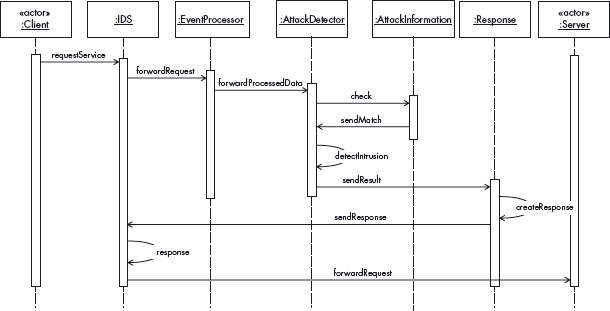 «actor»
:Client
:IDS
:EventProcessor
:AttackDetector
:AttackInformation
:Response
«actor»
:Server
requestService
forwardRequest
forwardProcessedData
check
sendMatch
detectIntrusion
sendResult
createResponse
sendResponse
response
forwardRequest